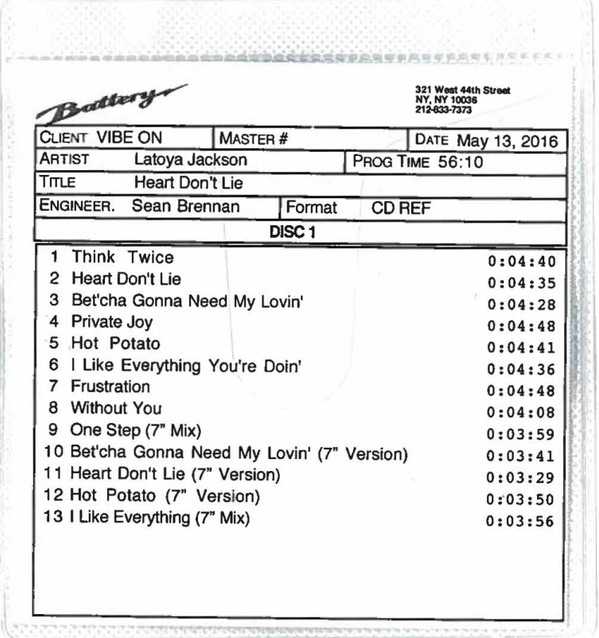 Battery
321 West 44th Street
NY, NY 10036
212-833-7373
CLIENT VIBE ON MASTER # DATE May 13, 2016
ARTIST Latoya Jackson PROG TIME 56:10
TITLE Heart Don't Lie
ENGINEER. Sean Brennan Format CD REF
DISC 1
1 Think Twice 0:04:40
2 Heart Don't Lie 0:04:35
3 Bet'cha Gonna Need My Lovin' 0:04:28
4 Private Joy 0:04:48
5 Hot Potato 0:04:41
6 I Like Everything You're Doin' 0:04:36
7 Frustration 0:04:48
8 Without You 0:04:08
9 One Step (7” Mix) 0:03:59
10 Bet'cha Gonna Need My Lovin' (7” Version) 0:03:41
11 Heart Don't Lie (7” Version) 0:03:29
12 Hot Potato (7” Version) 0:03:50
13 I Like Everything (7” Mix) 0:03:56